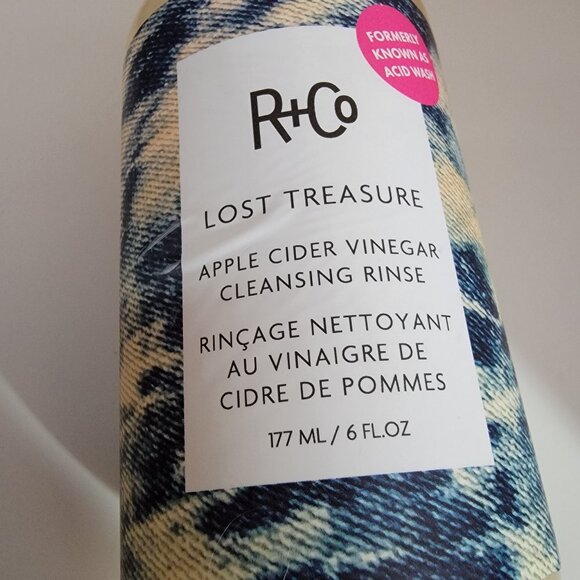 FORMERLY
KNOWN AS
ACID WASH
R+Co
LOST TREASURE
APPLE CIDER VINEGAR
CLEANSING RINSE
RINÇAGE NETTOYANT
AU VINAIGRE DE
CIDRE DE POMMES
177 ML / 6 FL.OZ